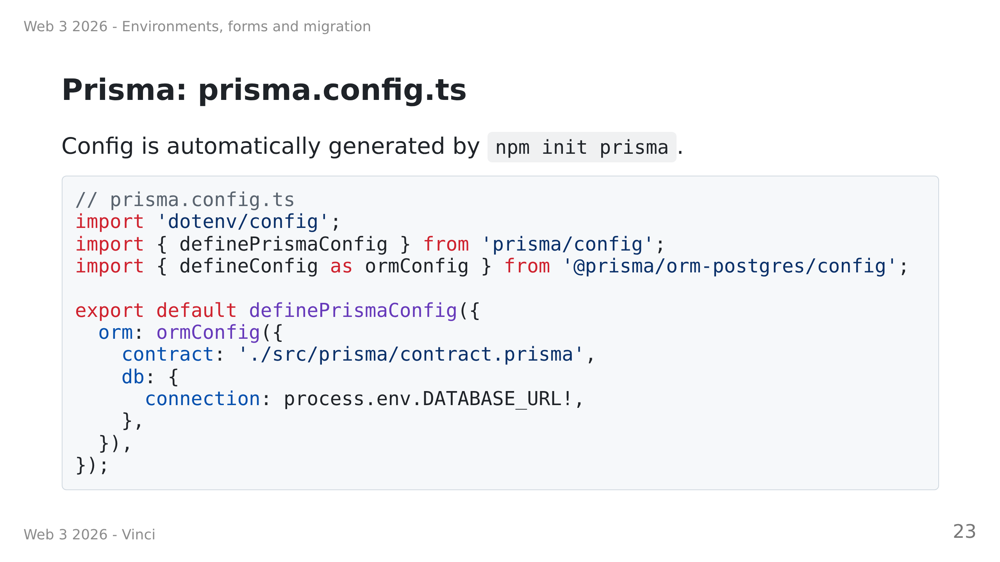 Web 3 2026 - Environments, forms and migration
Prisma: prisma.config.ts
Config is automatically generated by npm init prisma.
// prisma.config.ts
import 'dotenv/config';
import { definePrismaConfig } from 'prisma/config';
import { defineConfig as ormConfig } from '@prisma/orm-postgres/config';

export default definePrismaConfig({
  orm: ormConfig({
    contract: './src/prisma/contract.prisma',
    db: {
      connection: process.env.DATABASE_URL!,
    },
  }),
});
Web 3 2026 - Vinci
23